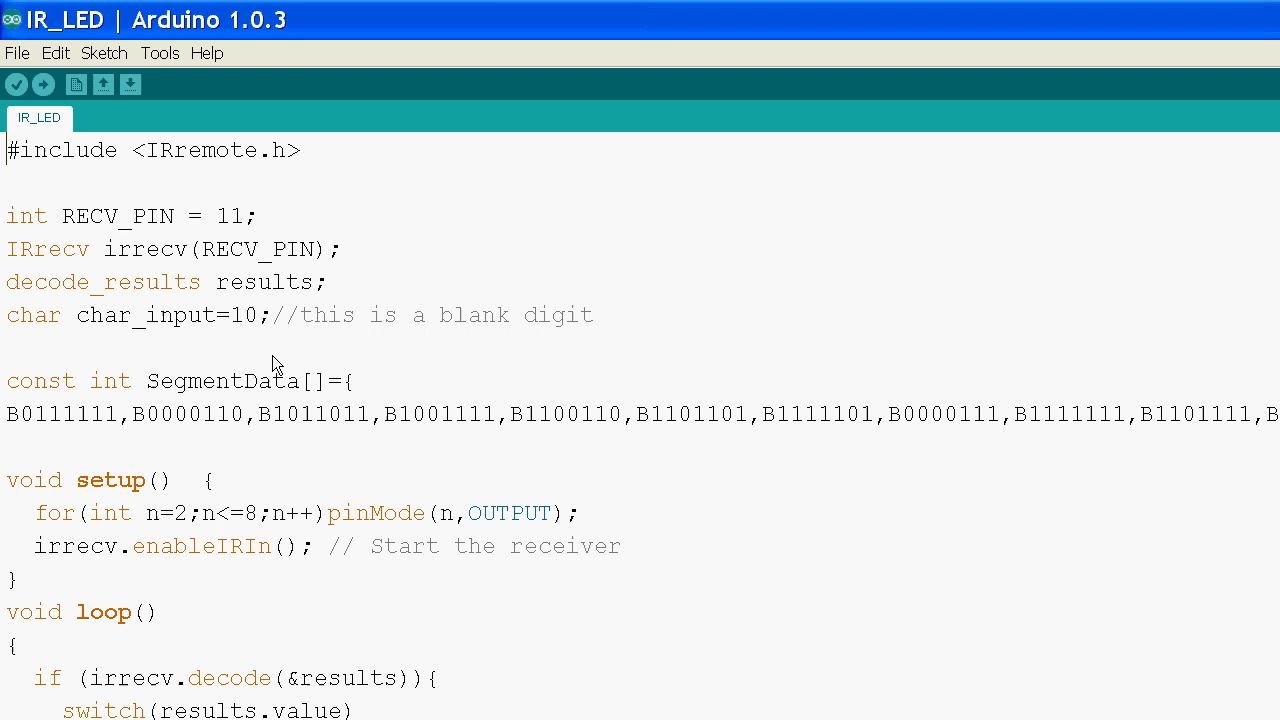 IR_LED | Arduino 1.0.3
File Edit Sketch Tools Help
IR_LED
#include <IRremote.h>
int RECV_PIN = 11;
IRrecv irrecv(RECV_PIN);
decode_results results;
char char_input=10;//this is a blank digit
const int SegmentData[]={
B0111111,B0000110,B1011011,B1001111,B1100110,B1101101,B1111101,B0000111,B1111111,B1101111,B
void setup()  {
  for(int n=2;n<=8;n++)pinMode(n,OUTPUT);
  irrecv.enableIRIn(); // Start the receiver
}
void loop()
{
  if (irrecv.decode(&results)){
    switch(results.value)